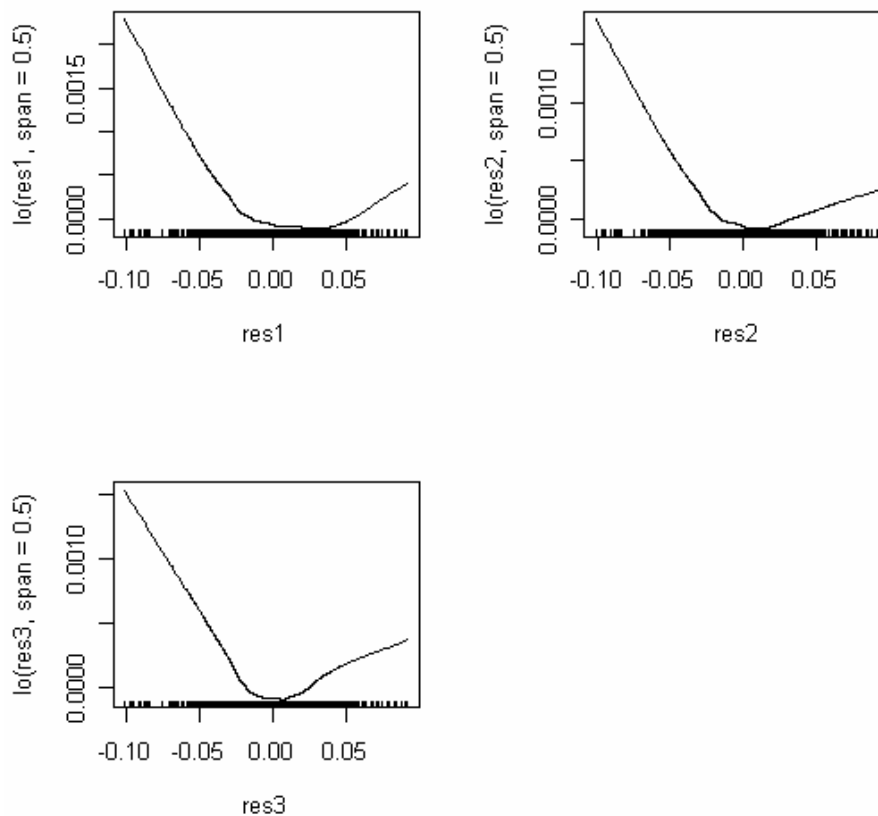 lo(res1, span = 0.5)
0.0015
0.0000
-0.10 -0.05 0.00 0.05
res1
lo(res2, span = 0.5)
0.0010
0.0000
-0.10 -0.05 0.00 0.05
res2
lo(res3, span = 0.5)
0.0010
0.0000
-0.10 -0.05 0.00 0.05
res3